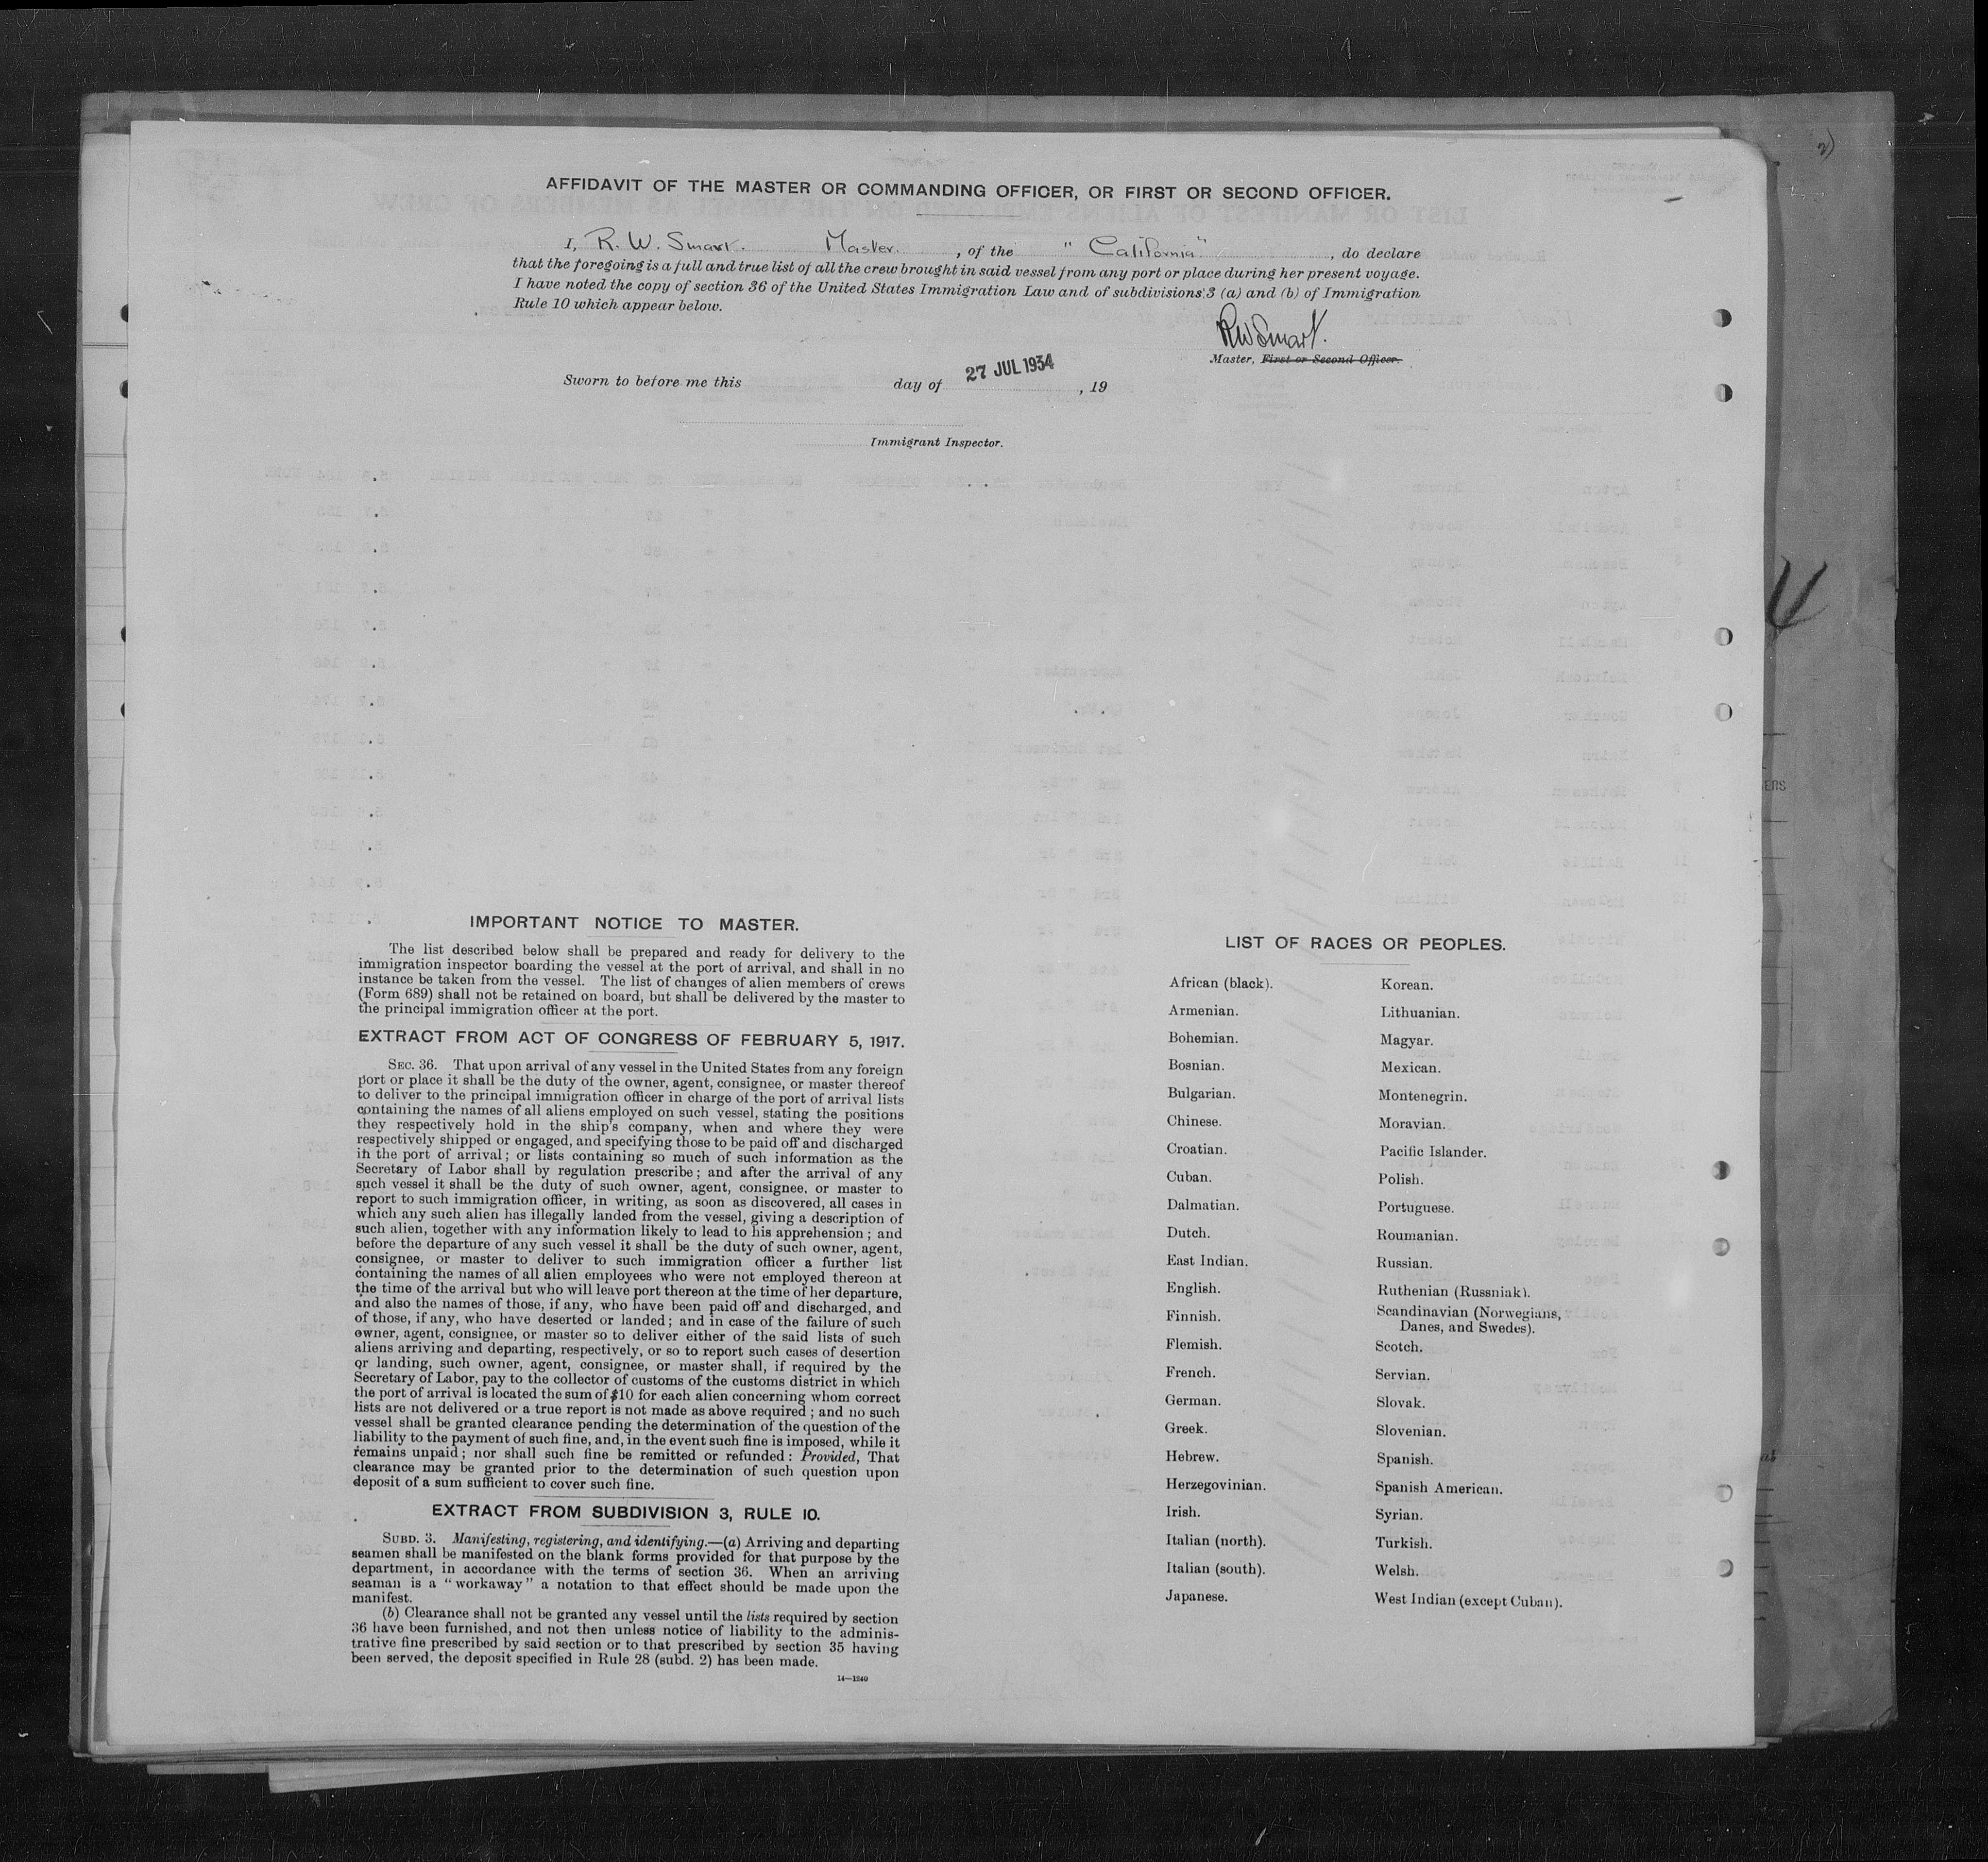 AFFIDAVIT OF THE MASTER OR COMMANDING OFFICER, OR FIRST OR SECOND OFFICER.
I, R. W. Smart. Master. , of the " California" , do declare
that the foregoing is a full and true list of all the crew brought in said vessel from any port or place during her present voyage.
I have noted the copy of section 36 of the United States Immigration Law and of subdivisions 3 (a) and (b) of Immigration
Rule 10 which appear below.
RWSmart.
Master, First or Second Officer.
Sworn to before me this day of 27 JUL 1934 , 19
Immigrant Inspector.
4
IMPORTANT NOTICE TO MASTER.
The list described below shall be prepared and ready for delivery to the
immigration inspector boarding the vessel at the port of arrival, and shall in no
instance be taken from the vessel. The list of changes of alien members of crews
(Form 689) shall not be retained on board, but shall be delivered by the master to
the principal immigration officer at the port.
EXTRACT FROM ACT OF CONGRESS OF FEBRUARY 5, 1917.
SEC. 36. That upon arrival of any vessel in the United States from any foreign
port or place it shall be the duty of the owner, agent, consignee, or master thereof
to deliver to the principal immigration officer in charge of the port of arrival lists
containing the names of all aliens employed on such vessel, stating the positions
they respectively hold in the ship's company, when and where they were
respectively shipped or engaged, and specifying those to be paid off and discharged
in the port of arrival; or lists containing so much of such information as the
Secretary of Labor shall by regulation prescribe; and after the arrival of any
such vessel it shall be the duty of such owner, agent, consignee, or master to
report to such immigration officer, in writing, as soon as discovered, all cases in
which any such alien has illegally landed from the vessel, giving a description of
such alien, together with any information likely to lead to his apprehension; and
before the departure of any such vessel it shall be the duty of such owner, agent,
consignee, or master to deliver to such immigration officer a further list
containing the names of all alien employees who were not employed thereon at
the time of the arrival but who will leave port thereon at the time of her departure,
and also the names of those, if any, who have been paid off and discharged, and
of those, if any, who have deserted or landed; and in case of the failure of such
owner, agent, consignee, or master so to deliver either of the said lists of such
aliens arriving and departing, respectively, or so to report such cases of desertion
or landing, such owner, agent, consignee, or master shall, if required by the
Secretary of Labor, pay to the collector of customs of the customs district in which
the port of arrival is located the sum of $10 for each alien concerning whom correct
lists are not delivered or a true report is not made as above required; and no such
vessel shall be granted clearance pending the determination of the question of the
liability to the payment of such fine, and, in the event such fine is imposed, while it
remains unpaid; nor shall such fine be remitted or refunded: Provided, That
clearance may be granted prior to the determination of such question upon
deposit of a sum sufficient to cover such fine.
EXTRACT FROM SUBDIVISION 3, RULE 10.
SUBD. 3. Manifesting, registering, and identifying.—(a) Arriving and departing
seamen shall be manifested on the blank forms provided for that purpose by the
department, in accordance with the terms of section 36. When an arriving
seaman is a "workaway" a notation to that effect should be made upon the
manifest.
(b) Clearance shall not be granted any vessel until the lists required by section
36 have been furnished, and not then unless notice of liability to the adminis-
trative fine prescribed by said section or to that prescribed by section 35 having
been served, the deposit specified in Rule 28 (subd. 2) has been made.
14—1240
LIST OF RACES OR PEOPLES.
African (black).
Armenian.
Bohemian.
Bosnian.
Bulgarian.
Chinese.
Croatian.
Cuban.
Dalmatian.
Dutch.
East Indian.
English.
Finnish.
Flemish.
French.
German.
Greek.
Hebrew.
Herzegovinian.
Irish.
Italian (north).
Italian (south).
Japanese.
Korean.
Lithuanian.
Magyar.
Mexican.
Montenegrin.
Moravian.
Pacific Islander.
Polish.
Portuguese.
Roumanian.
Russian.
Ruthenian (Russniak).
Scandinavian (Norwegians,
Danes, and Swedes).
Scotch.
Servian.
Slovak.
Slovenian.
Spanish.
Spanish American.
Syrian.
Turkish.
Welsh.
West Indian (except Cuban).